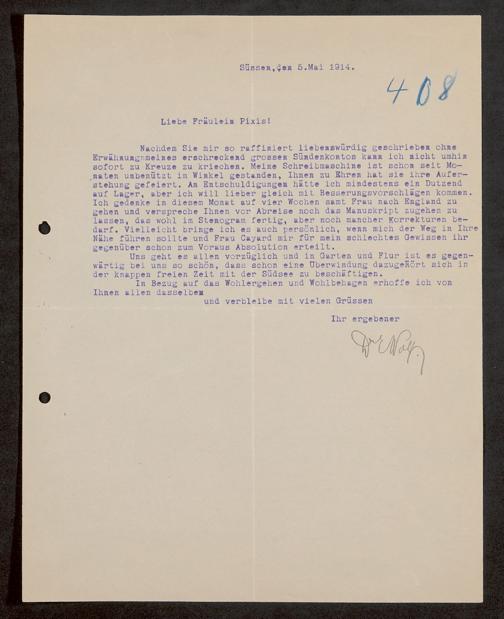 Süssen,den 5.Mai 1914.
408
Liebe Fräulein Pixis!
Nachdem Sie mir so raffiniert liebenswürdig geschrieben ohne
Erwähnungnmeines erschreckend grossen Sündenkontos kann ich nicht umhin
sofort zu Kreuze zu kriechen. Meine Schreibmaschine ist schon seit Mo-
naten unbenützt im Winkel gestanden, Ihnen zu Ehren hat sie ihre Aufer-
stehung gefeiert. Am Entschuldigungen hätte ich mindestens ein Dutzend
auf Lager, aber ich will lieber gleich mit Besserungsvorschlägen kommen.
Ich gedenke in diesem Monat auf vier Wochen samt Frau nach England zu
gehen und verspreche Ihnen vor Abreise noch das Manuskript zugehen zu
lassen, das wohl im Stenogram fertig, aber noch mancher Korrekturen be-
darf. Vielleicht bringe ich es auch persönlich, wenn mich der Weg in Ihre
Nähe führen sollte und Frau Cayard mir für mein schlechtes Gewissen ihr
gegenüber schon zum Voraus Absolution erteilt.
Uns geht es allen vorzüglich und in Garten und Flur ist es gegen-
wärtig bei uns so schön, dass schon eine Überwindung dazugehört sich in
der knappen freien Zeit mit der Südsee zu beschäftigen.
In Bezug auf das Wohlergehen und Wohlbehagen erhoffe ich von
Ihnen allen dasselbem
und verbleibe mit vielen Grüssen
Ihr ergebener
Dr